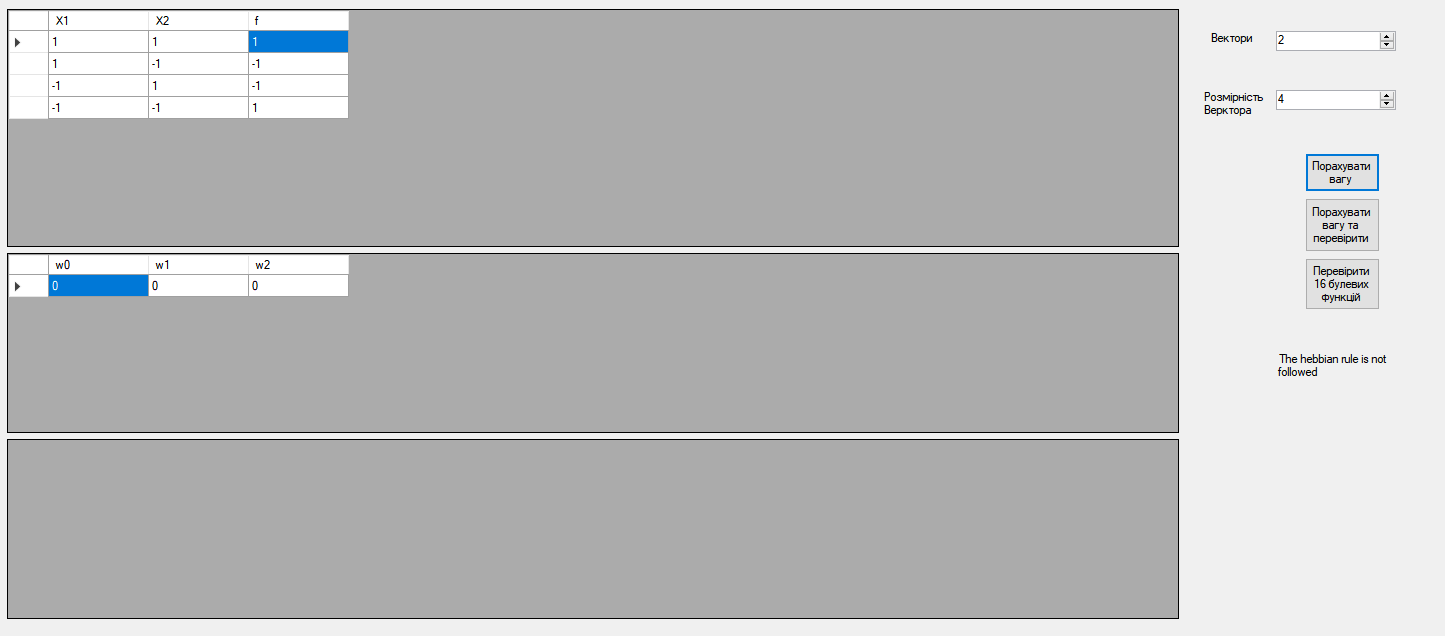 X1 X2 f
1 1 1
1 -1 -1
-1 1 -1
-1 -1 1
w0 w1 w2
0 0 0
Вектори 2
Розмірність
Верктора
4
Порахувати
вагу
Порахувати
вагу та
перевірити
Перевірити
16 булевих
функцій
The hebbian rule is not
followed